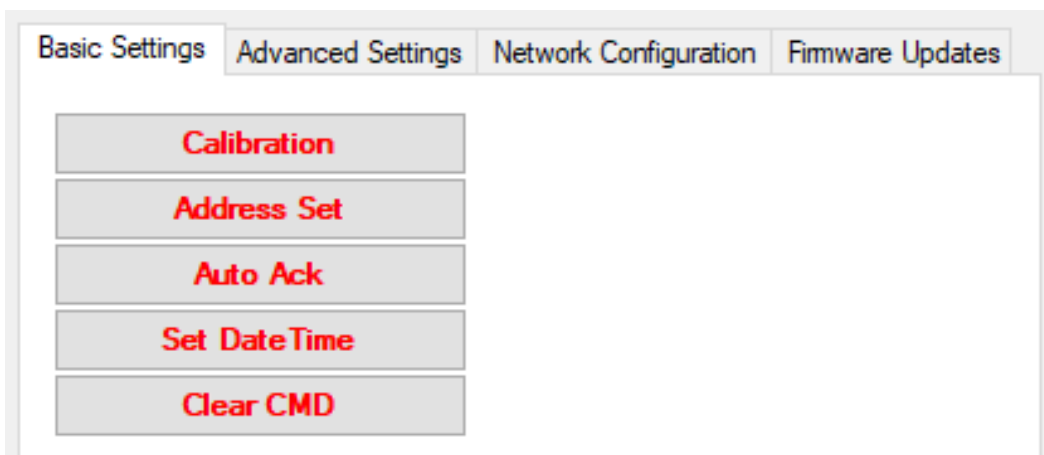 Basic Settings Advanced Settings Network Configuration Firmware Updates
Calibration
Address Set
Auto Ack
Set DateTime
Clear CMD